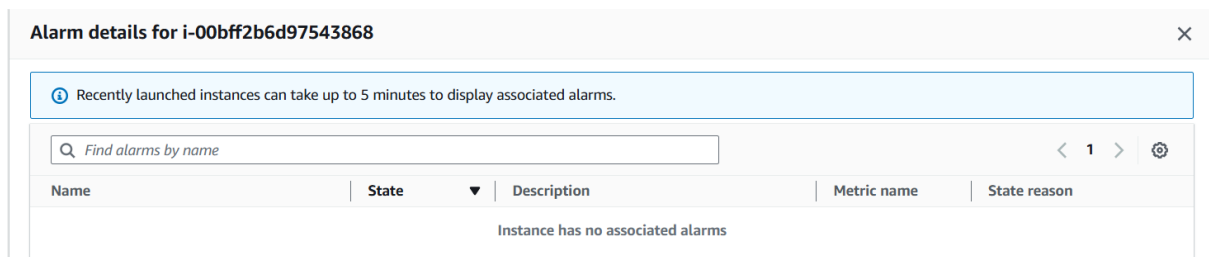 Alarm details for i-00bff2b6d97543868
Recently launched instances can take up to 5 minutes to display associated alarms.
Find alarms by name
1
Name State Description Metric name State reason
Instance has no associated alarms